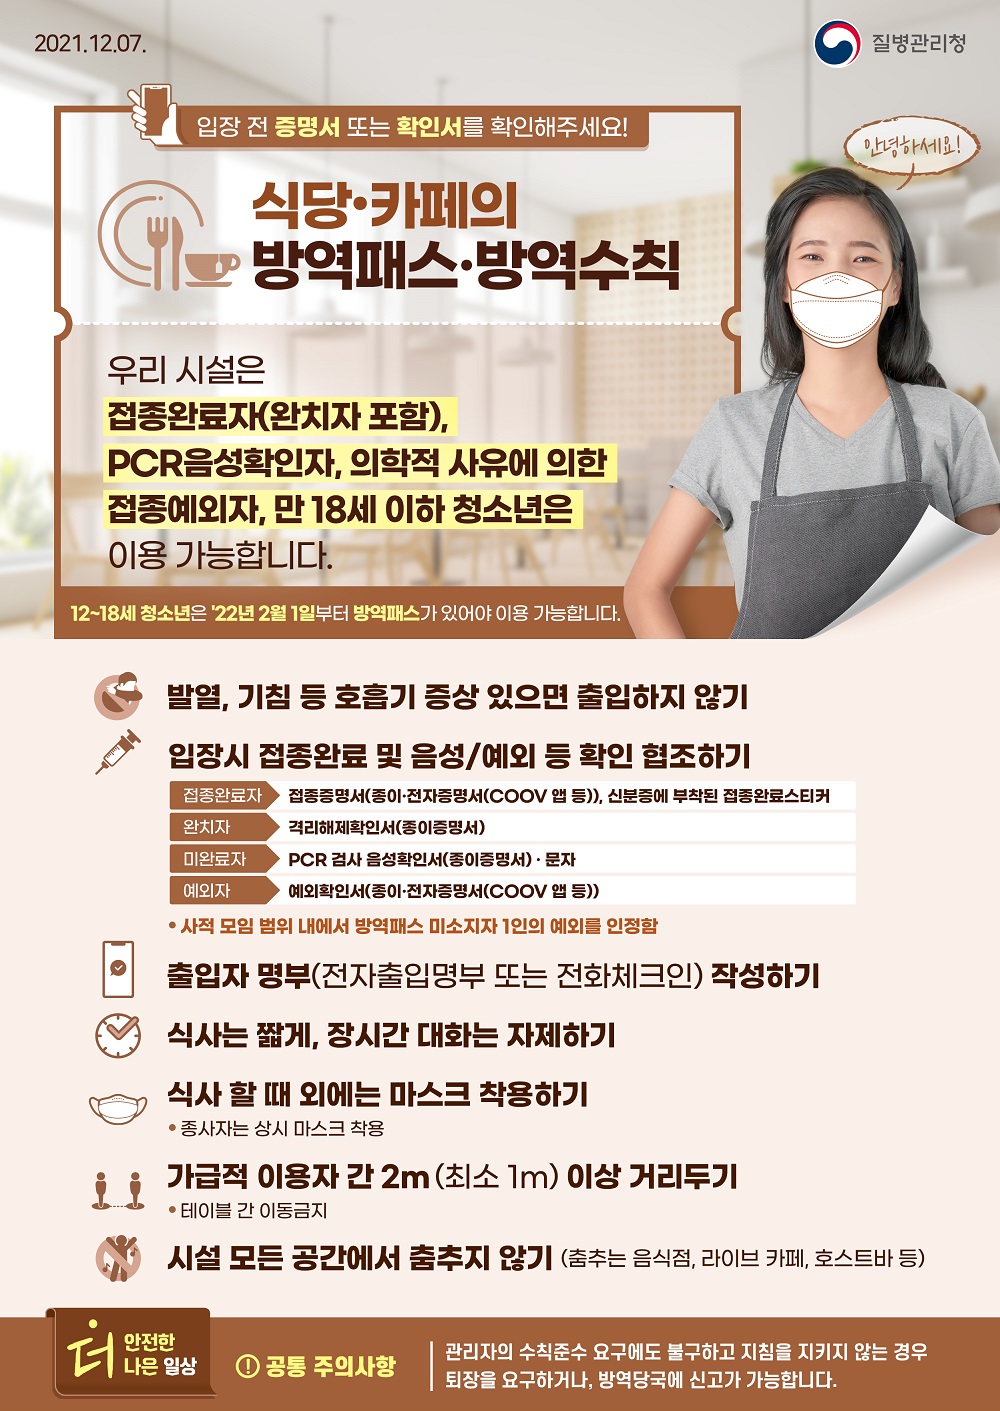 2021.12.07.
질병관리청
입장 전 증명서 또는 확인서를 확인해주세요!
안녕하세요!
식당·카페의
방역패스·방역수칙
우리 시설은
접종완료자(완치자 포함),
PCR음성확인자, 의학적 사유에 의한
접종예외자, 만 18세 이하 청소년은
이용 가능합니다.
12~18세 청소년은 '22년 2월 1일부터 방역패스가 있어야 이용 가능합니다.
발열, 기침 등 호흡기 증상 있으면 출입하지 않기
입장시 접종완료 및 음성/예외 등 확인 협조하기
접종완료자 접종증명서(종이·전자증명서(COOV 앱 등)), 신분증에 부착된 접종완료스티커
완치자 격리해제확인서(종이증명서)
미완료자 PCR 검사 음성확인서(종이증명서) · 문자
예외자 예외확인서(종이·전자증명서(COOV 앱 등))
• 사적 모임 범위 내에서 방역패스 미소지자 1인의 예외를 인정함
출입자 명부(전자출입명부 또는 전화체크인) 작성하기
식사는 짧게, 장시간 대화는 자제하기
식사 할 때 외에는 마스크 착용하기
• 종사자는 상시 마스크 착용
가급적 이용자 간 2m (최소 1m) 이상 거리두기
• 테이블 간 이동금지
시설 모든 공간에서 춤추지 않기 (춤추는 음식점, 라이브 카페, 호스트바 등)
더 안전한
나은 일상
! 공통 주의사항
관리자의 수칙준수 요구에도 불구하고 지침을 지키지 않는 경우
퇴장을 요구하거나, 방역당국에 신고가 가능합니다.